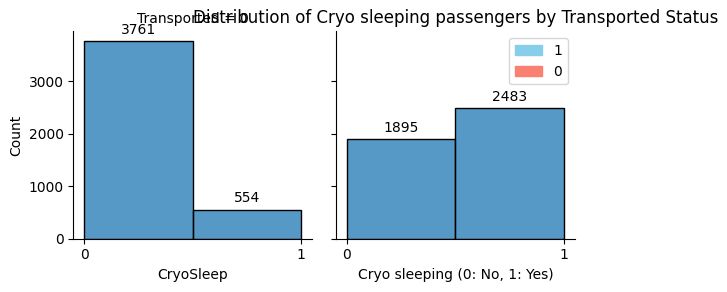 Transported = 0
Distribution of Cryo sleeping passengers by Transported Status
3761
554
1895
2483
1
0
Count
3000
2000
1000
0
0
1
0
1
CryoSleep
Cryo sleeping (0: No, 1: Yes)